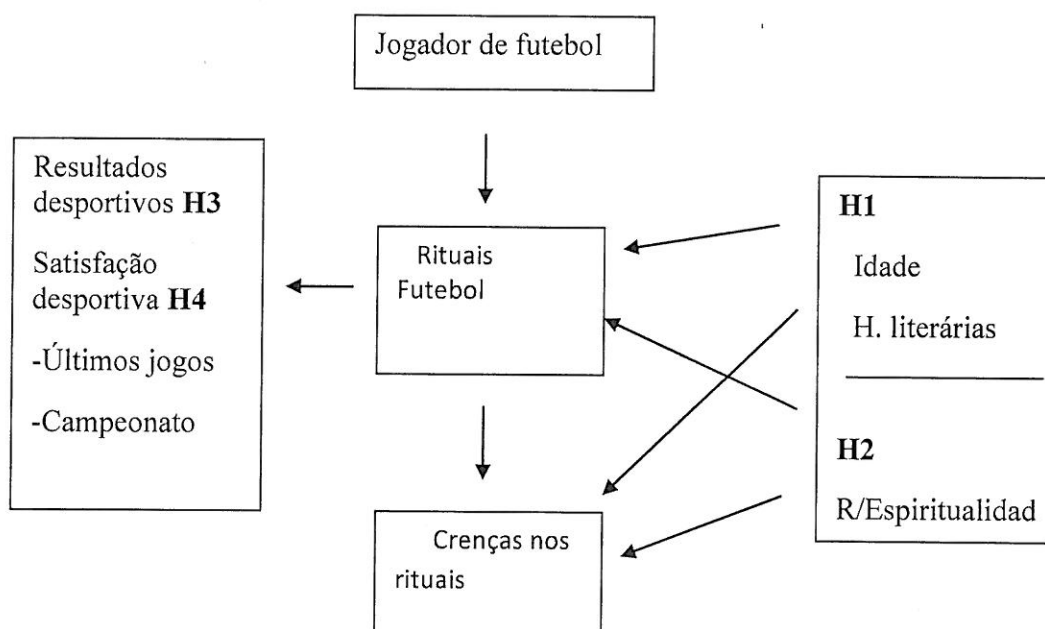 Jogador de futebol
Resultados
desportivos H3
Satisfação
desportiva H4
-Últimos jogos
-Campeonato
Rituais
Futebol
Crenças nos
rituais
H1
Idade
H. literárias
H2
R/Espiritualidad